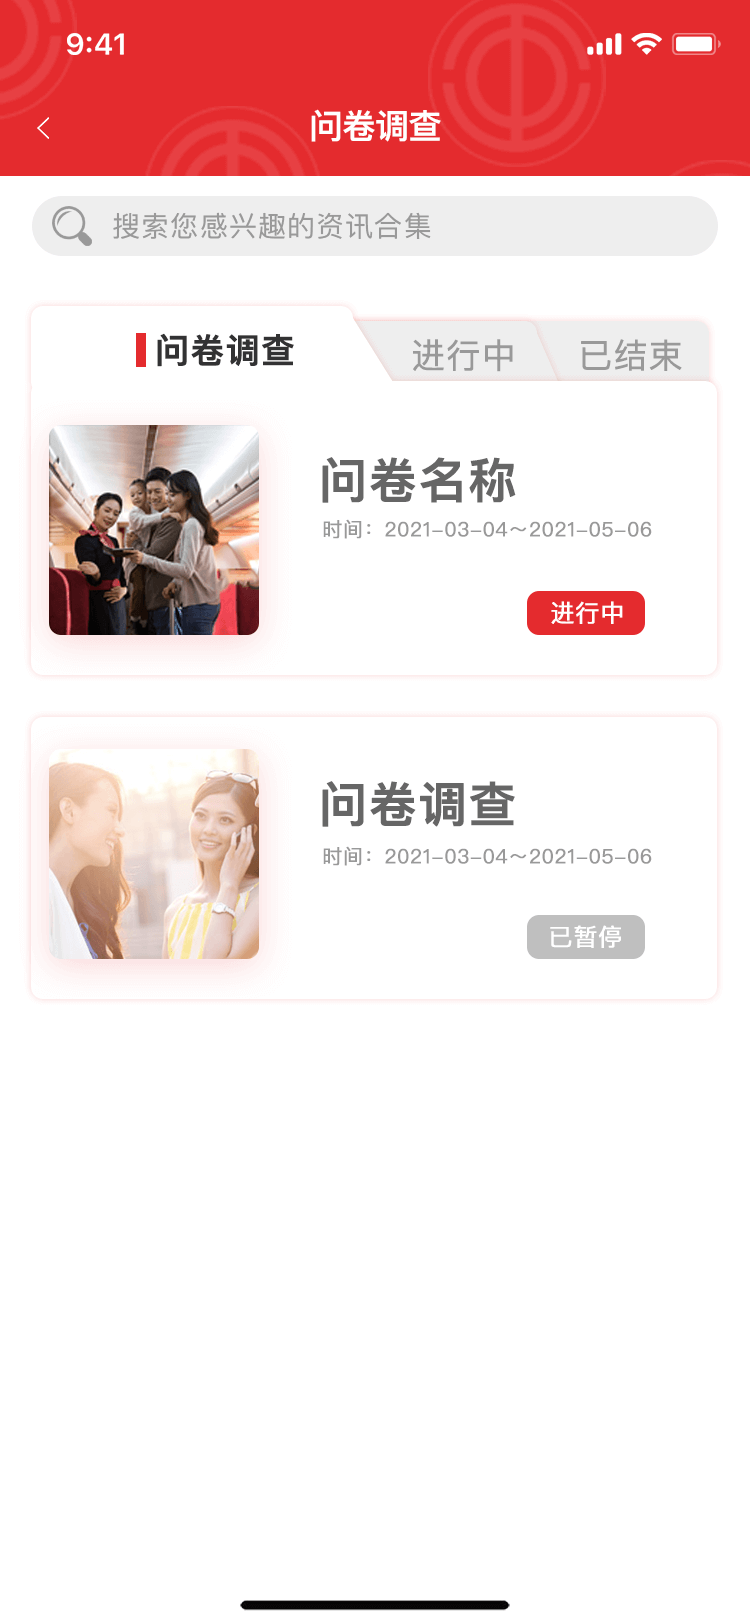 9:41
问卷调查
搜索您感兴趣的资讯合集
问卷调查 进行中 已结束
问卷名称
时间：2021-03-04～2021-05-06
进行中
问卷调查
时间：2021-03-04～2021-05-06
已暂停